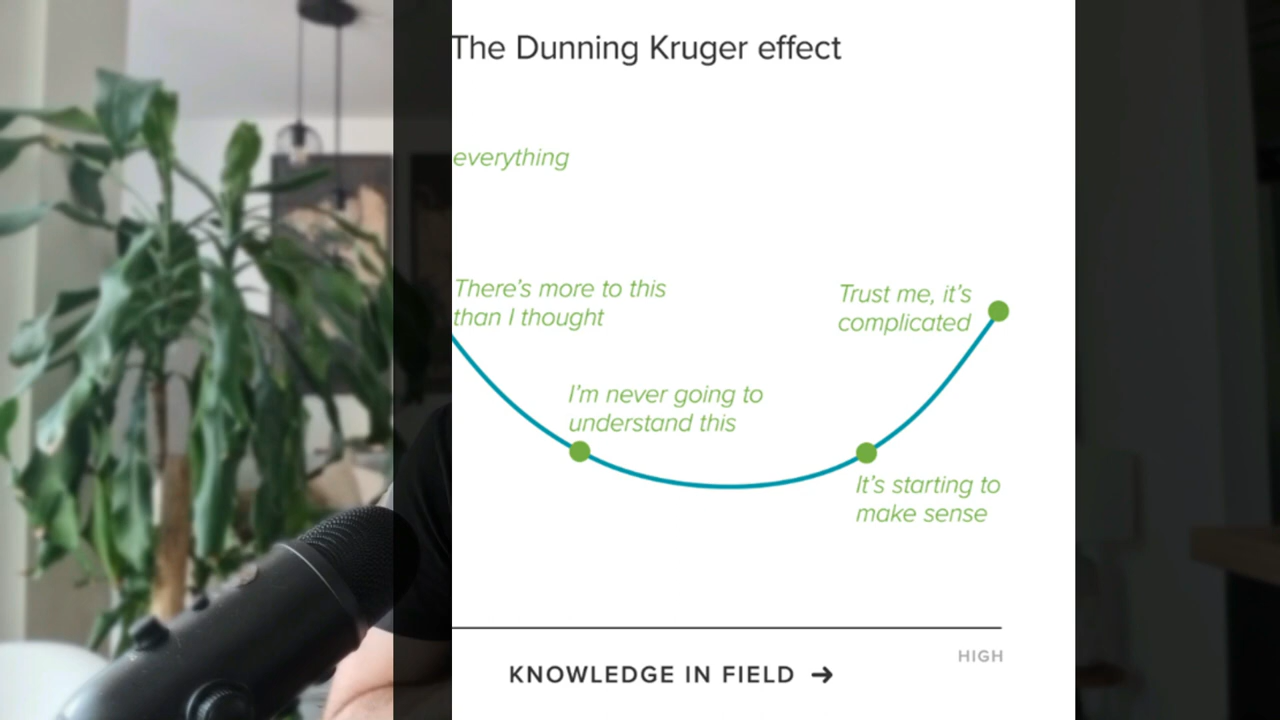 The Dunning Kruger effect
everything
There's more to this
than I thought
Trust me, it's
complicated
I'm never going to
understand this
It's starting to
make sense
HIGH
KNOWLEDGE IN FIELD →